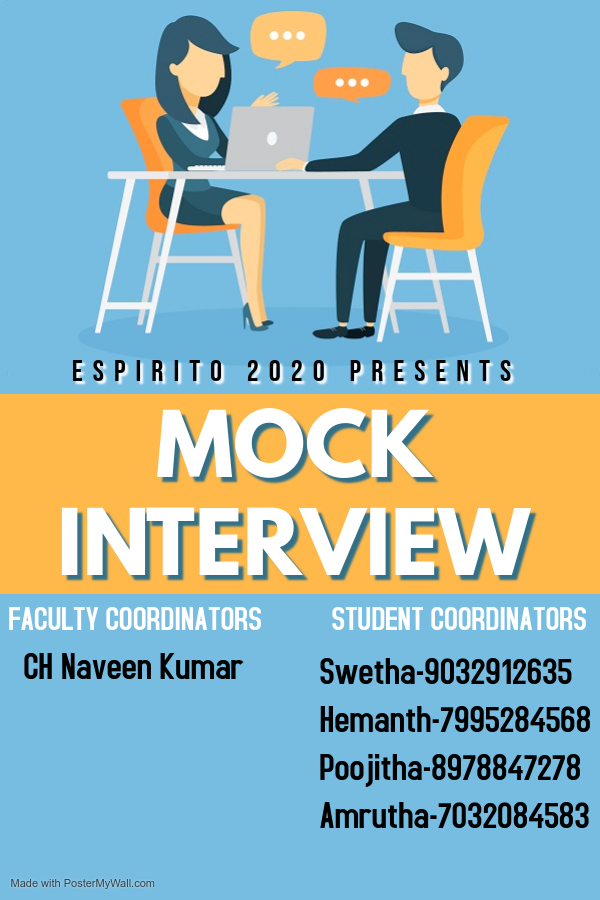 ESPIRITO 2020 PRESENTS
MOCK
INTERVIEW
FACULTY COORDINATORS
CH Naveen Kumar
STUDENT COORDINATORS
Swetha-9032912635
Hemanth-7995284568
Poojitha-8978847278
Amrutha-7032084583
Made with PosterMyWall.com